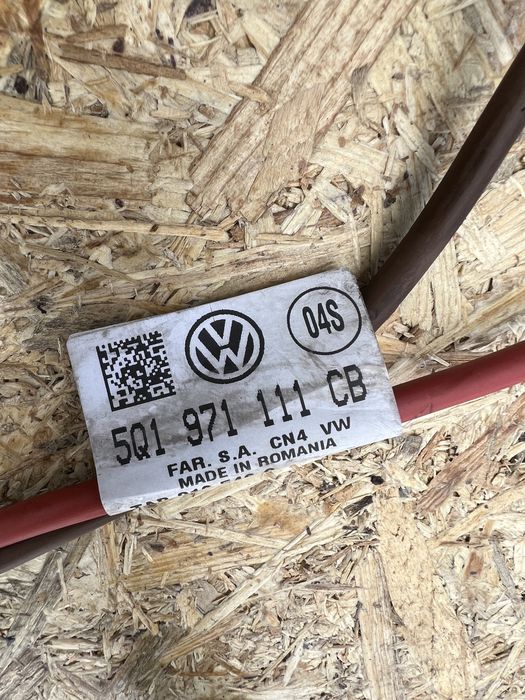 04S
5Q1 971 111 CB
FAR. S.A. CN4 VW
MADE IN ROMANIA